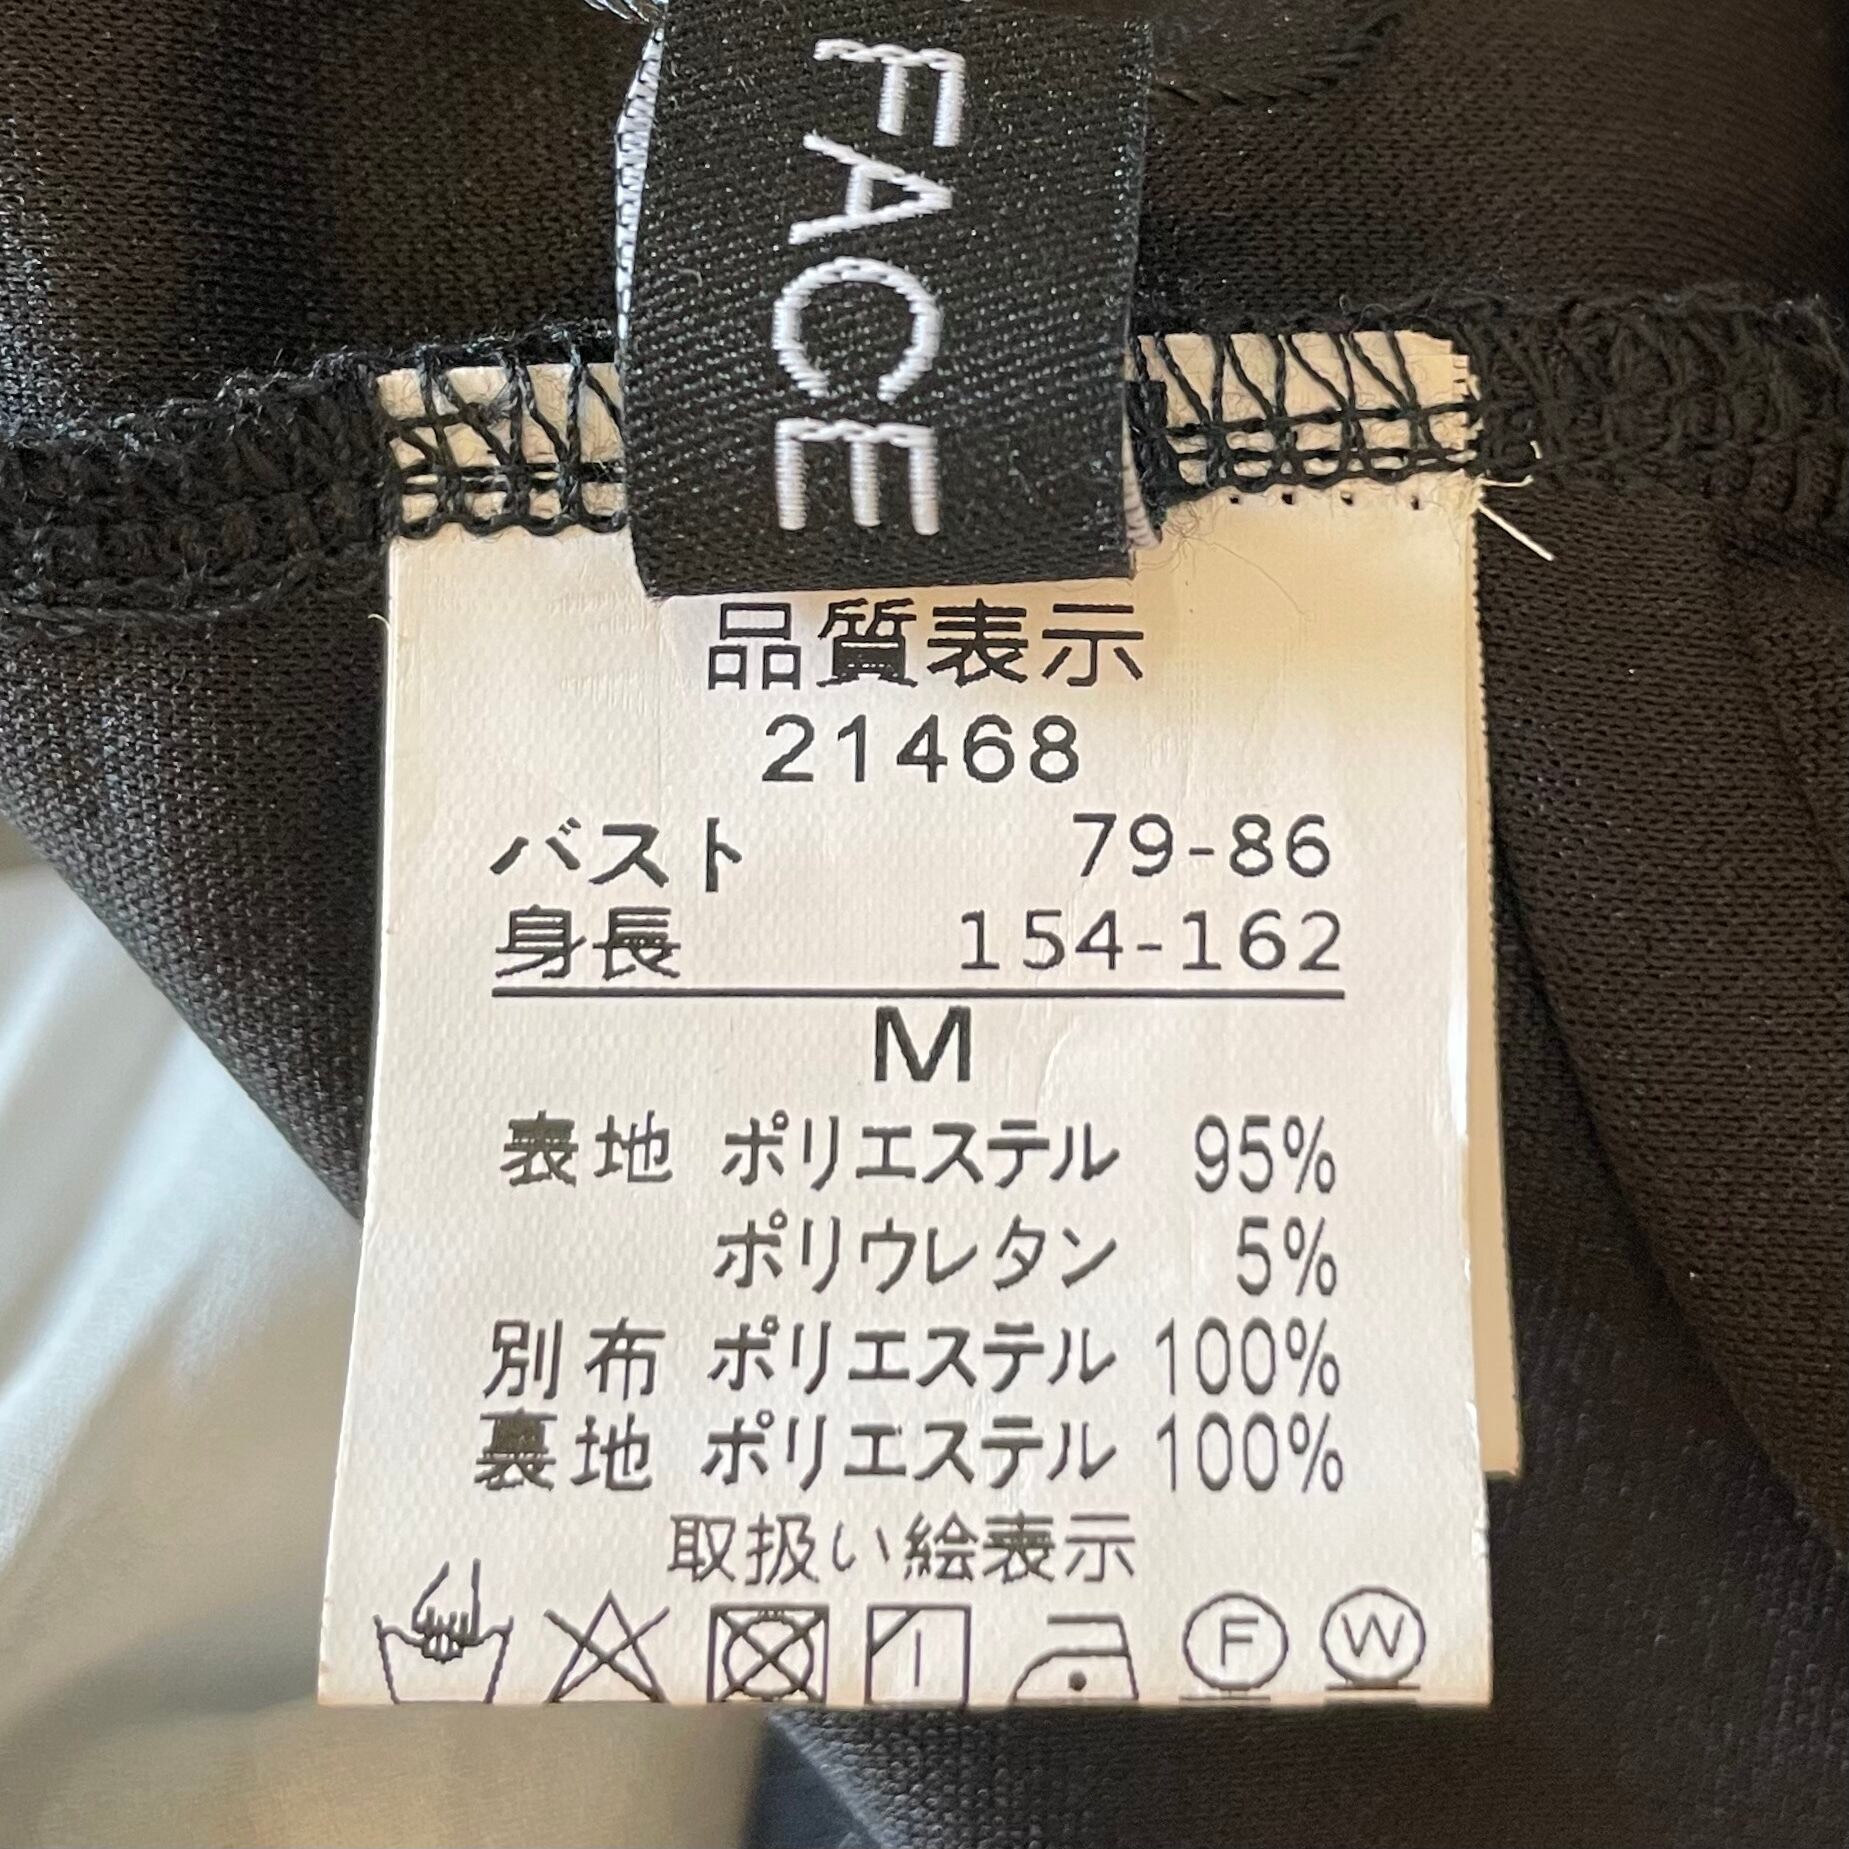 FACE
品質表示
21468
バスト 79-86
身長 154-162
M
表地 ポリエステル 95%
ポリウレタン 5%
別布 ポリエステル 100%
裏地 ポリエステル 100%
取扱い絵表示
F W